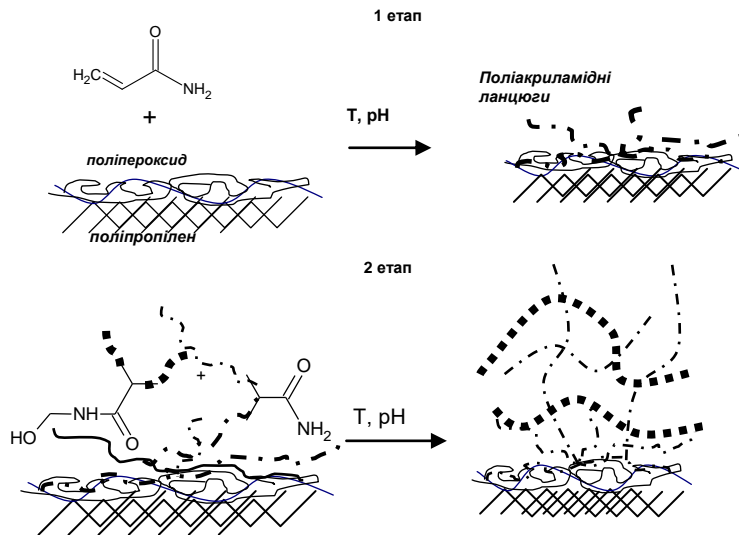 1 етап
O
H₂C
NH₂
+
T, pH
Поліакриламідні
ланцюги
поліпероксид
поліпропілен
2 етап
+
NH
O
HO
O
NH₂
T, pH